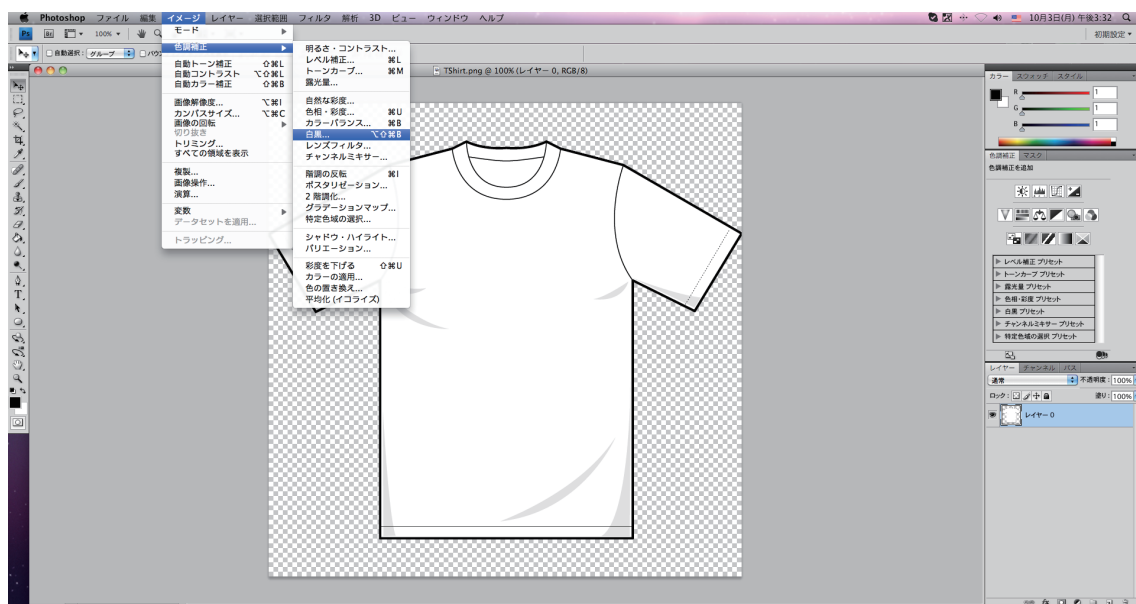 Photoshop ファイル 編集 イメージ レイヤー 選択範囲 フィルタ 解析 3D ビュー ウィンドウ ヘルプ
10月3日(月) 午後3:32
Ps Br 100%
初期設定
自動選択： グループ
TShirt.png @ 100% (レイヤー 0, RGB/8)
モード
色調補正
自動トーン補正 ⇧⌘L
自動コントラスト ⌥⇧⌘L
自動カラー補正 ⇧⌘B
画像解像度... ⌥⌘I
カンバスサイズ... ⌥⌘C
画像の回転
切り抜き
トリミング...
すべての領域を表示
複製...
画像操作...
演算...
変数
データセットを適用...
トラッピング...
明るさ・コントラスト...
レベル補正... ⌘L
トーンカーブ... ⌘M
露光量...
自然な彩度...
色相・彩度... ⌘U
カラーバランス... ⌘B
白黒... ⌥⇧⌘B
レンズフィルタ...
チャンネルミキサー...
階調の反転 ⌘I
ポスタリゼーション...
2 階調化...
グラデーションマップ...
特定色域の選択...
シャドウ・ハイライト...
バリエーション...
彩度を下げる ⇧⌘U
カラーの適用...
色の置き換え...
平均化 (イコライズ)
カラー スウォッチ スタイル
R 1
G 1
B 1
色調補正 マスク
色調補正を追加
レベル補正 プリセット
トーンカーブ プリセット
露光量 プリセット
色相・彩度 プリセット
白黒 プリセット
チャンネルミキサー プリセット
特定色域の選択 プリセット
レイヤー チャンネル パス
通常 不透明度： 100%
ロック： 塗り： 100%
レイヤー 0